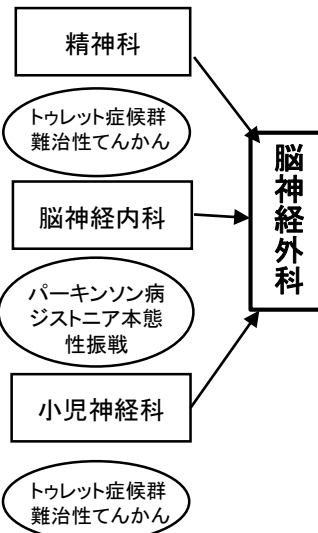 精神科
トゥレット症候群
難治性てんかん
脳神経内科
パーキンソン病
ジストニア本態
性振戦
小児神経科
トゥレット症候群
難治性てんかん
脳神経外科